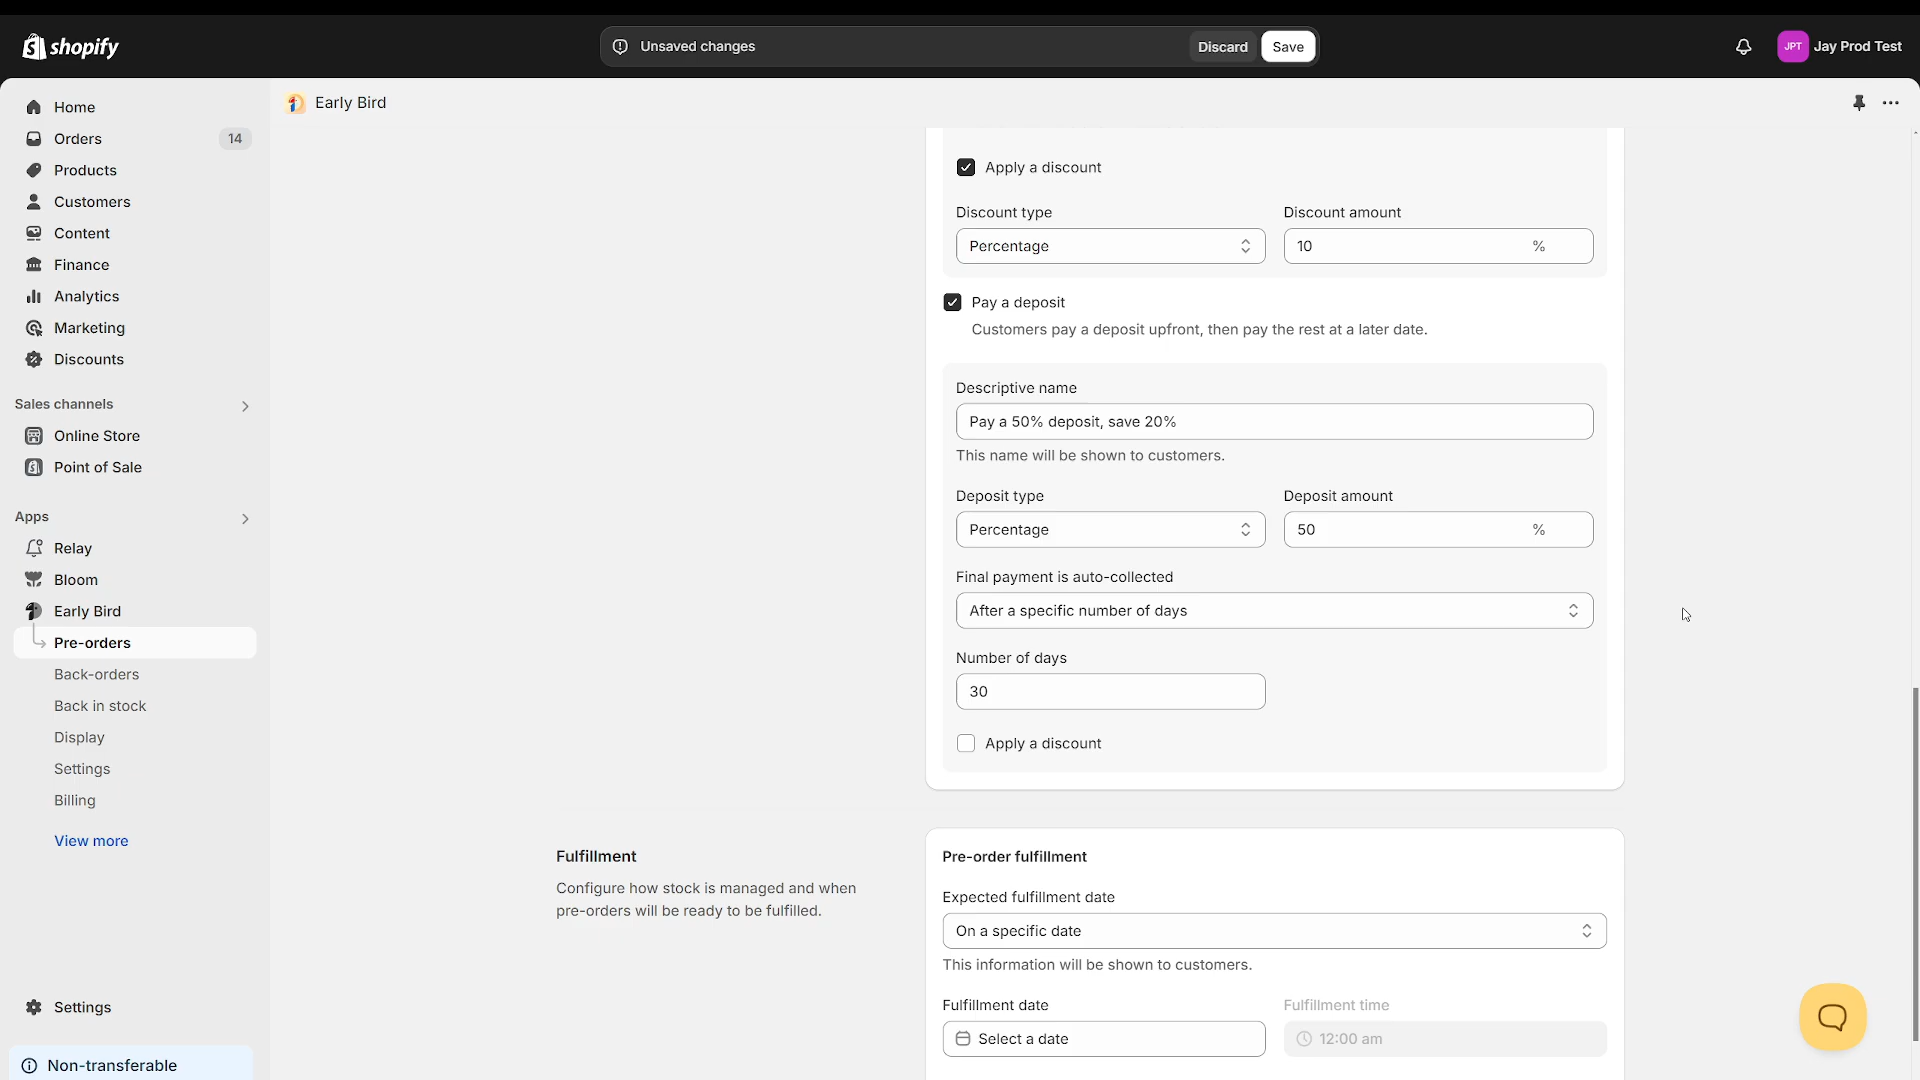 shopify
Unsaved changes
Discard
Save
JPT
Jay Prod Test
Home
Orders
14
Products
Customers
Content
Finance
Analytics
Marketing
Discounts
Sales channels
Online Store
Point of Sale
Apps
Relay
Bloom
Early Bird
Pre-orders
Back-orders
Back in stock
Display
Settings
Billing
View more
Settings
Non-transferable
Early Bird
Apply a discount
Discount type
Discount amount
Percentage
10
%
Pay a deposit
Customers pay a deposit upfront, then pay the rest at a later date.
Descriptive name
Pay a 50% deposit, save 20%
This name will be shown to customers.
Deposit type
Deposit amount
Percentage
50
%
Final payment is auto-collected
After a specific number of days
Number of days
30
Apply a discount
Fulfillment
Configure how stock is managed and when
pre-orders will be ready to be fulfilled.
Pre-order fulfillment
Expected fulfillment date
On a specific date
This information will be shown to customers.
Fulfillment date
Fulfillment time
Select a date
12:00 am